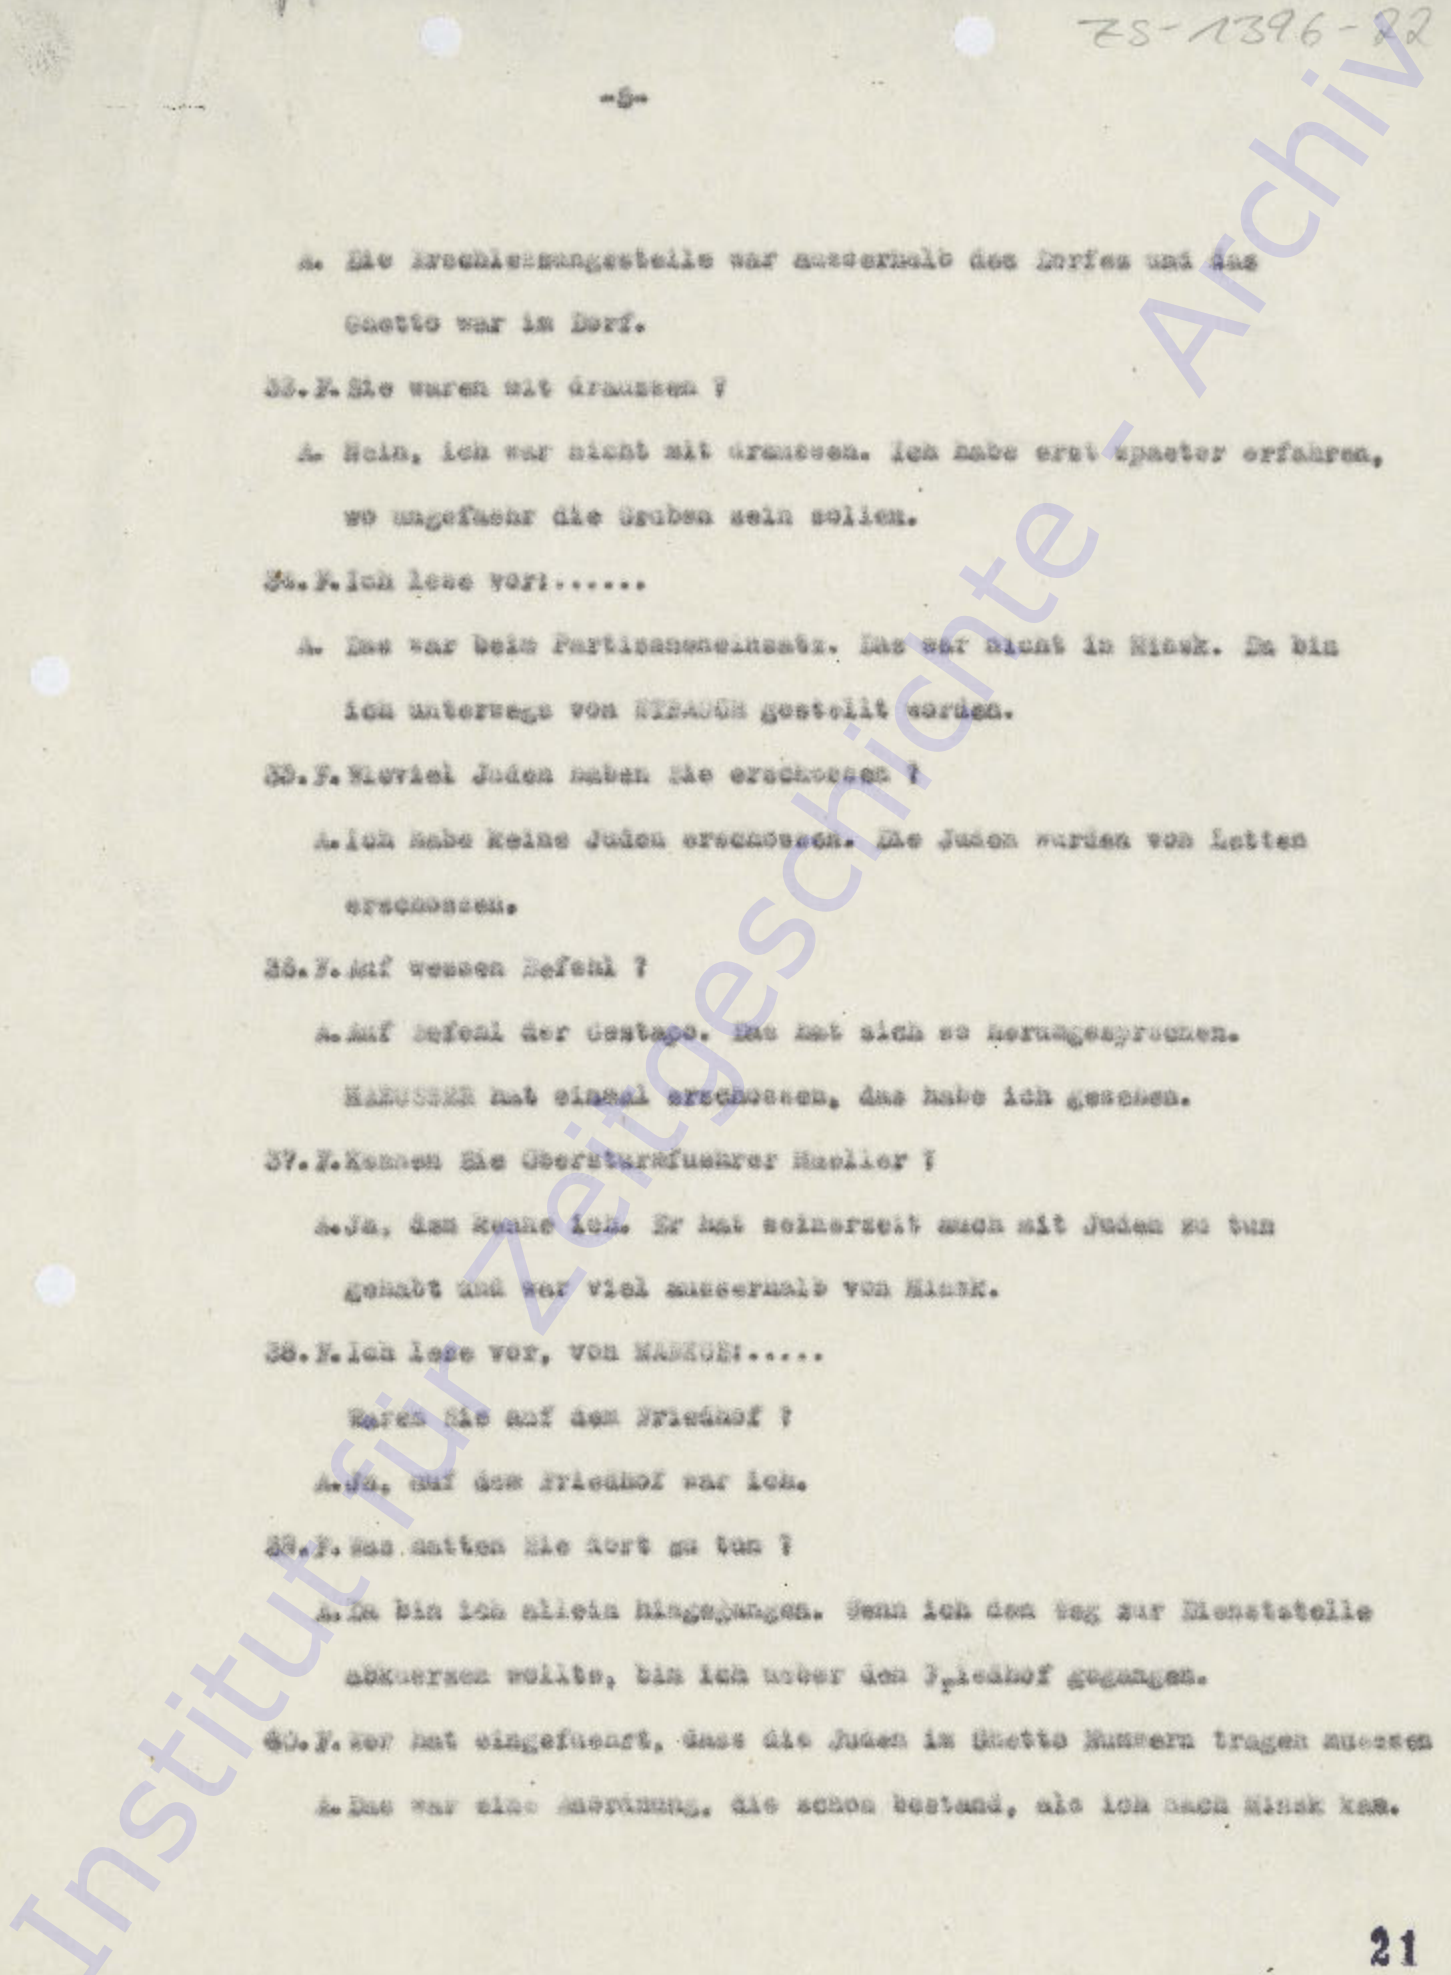 ZS-1396-22
-5-
A. Die Erschiessungsstelle war ausserhalb des Dorfes und das
Ghetto war im Dorf.
33. F. Sie waren mit draussen ?
A. Nein, ich war nicht mit draussen. Ich habe erst spaeter erfahren,
wo ungefaehr die Gruben sein sollen.
34. F. Ich lese vor:......
A. Das war beim Partisaneneinsatz. Das war nicht in Minsk. Da bin
ich unterwegs von STRAUCH gestellt worden.
35. F. Wieviel Juden haben Sie erschossen ?
A. Ich habe keine Juden erschossen. Die Juden wurden von Letten
erschossen.
36. F. Auf wessen Befehl ?
A. Auf Befehl der Gestapo. Das hat sich so herumgesprochen.
hat einmal erschossen, das habe ich gesehen.
37. F. Kennen Sie Obersturmfuehrer Mueller ?
A. Ja, den kenne ich. Er hat seinerzeit auch mit Juden zu tun
gehabt und war viel ausserhalb von Minsk.
38. F. Ich lese vor, von
Waren Sie auf dem Friedhof ?
A. Ja, auf dem Friedhof war ich.
39. F. Was hatten Sie dort zu tun ?
A. Da bin ich allein hingegangen. Wenn ich den Weg zur Dienststelle
abkuerzen wollte, bin ich ueber den Friedhof gegangen.
40. F. Wer hat eingefuehrt, dass die Juden im Ghetto Nummern tragen muessen
A. Das war eine Anordnung, die schon bestand, als ich nach Minsk kam.
21
Institut für Zeitgeschichte - Archiv